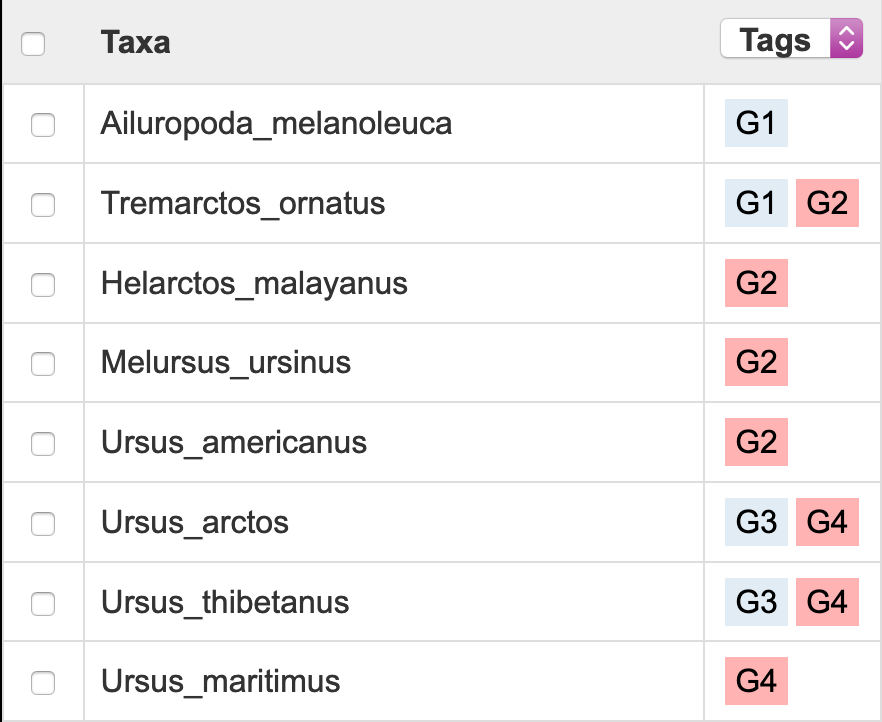 Taxa Tags
Ailuropoda_melanoleuca G1
Tremarctos_ornatus G1 G2
Helarctos_malayanus G2
Melursus_ursinus G2
Ursus_americanus G2
Ursus_arctos G3 G4
Ursus_thibetanus G3 G4
Ursus_maritimus G4